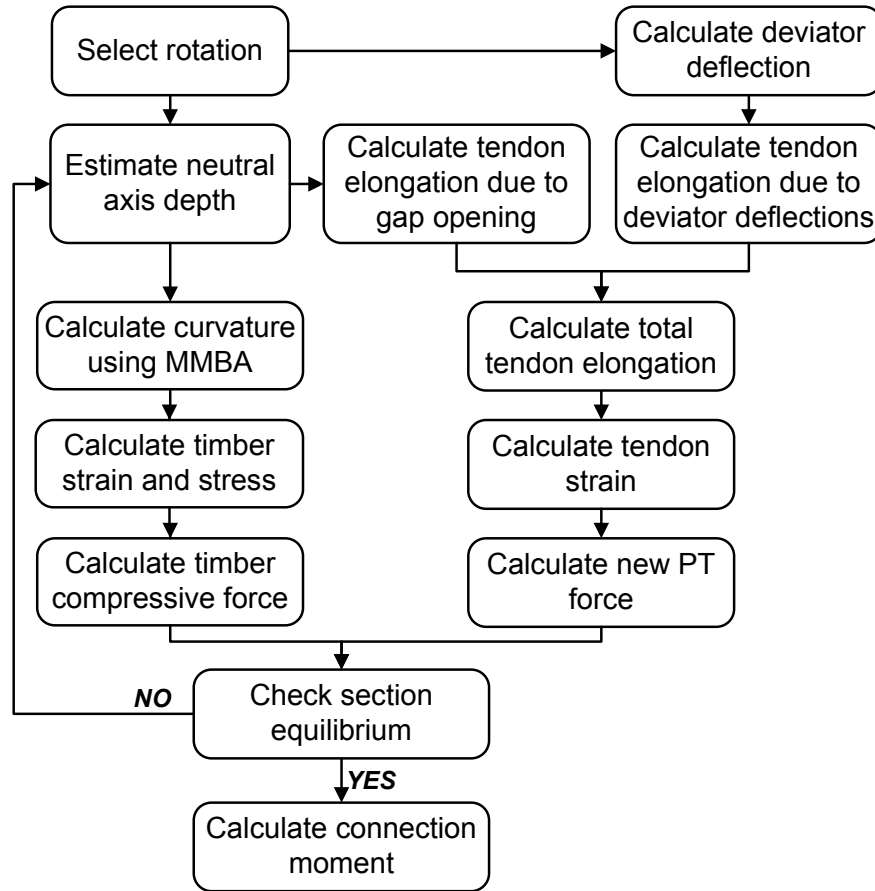 Select rotation
Calculate deviator
deflection
Estimate neutral
axis depth
Calculate tendon
elongation due to
gap opening
Calculate tendon
elongation due to
deviator deflections
Calculate curvature
using MMBA
Calculate total
tendon elongation
Calculate timber
strain and stress
Calculate tendon
strain
Calculate timber
compressive force
Calculate new PT
force
NO
Check section
equilibrium
YES
Calculate connection
moment